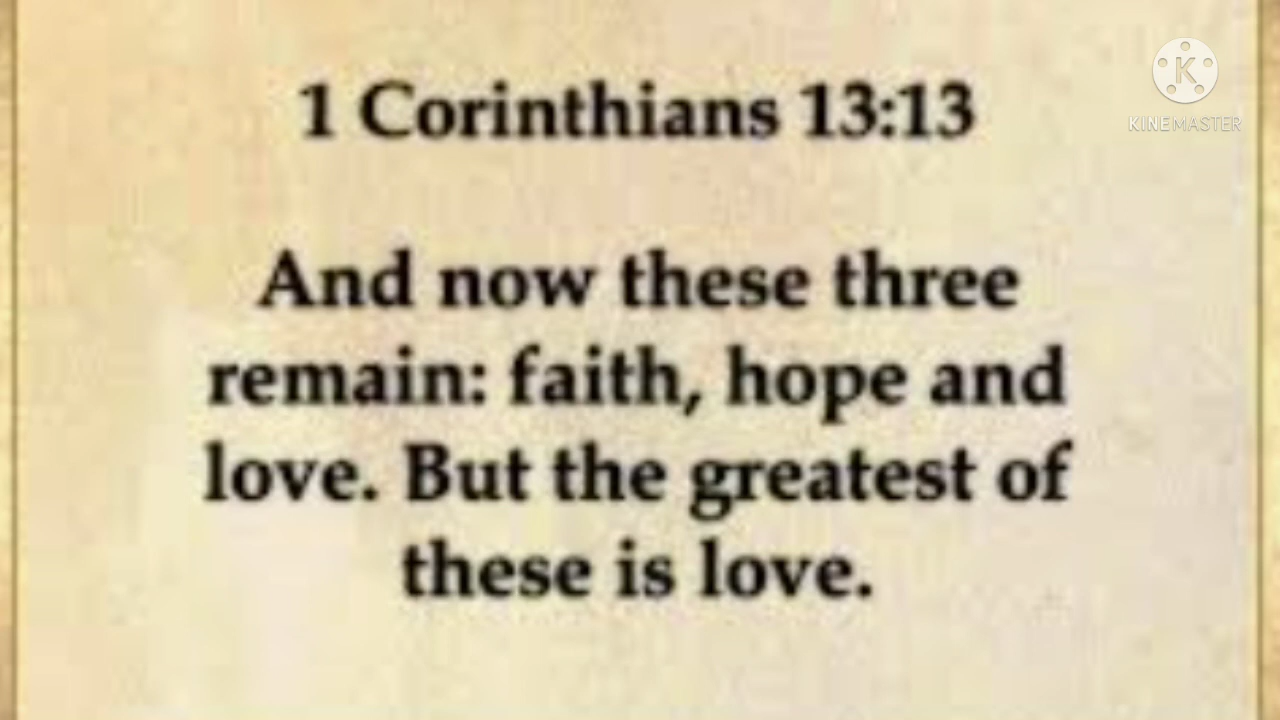 1 Corinthians 13:13
And now these three
remain: faith, hope and
love. But the greatest of
these is love.
K
KINEMASTER